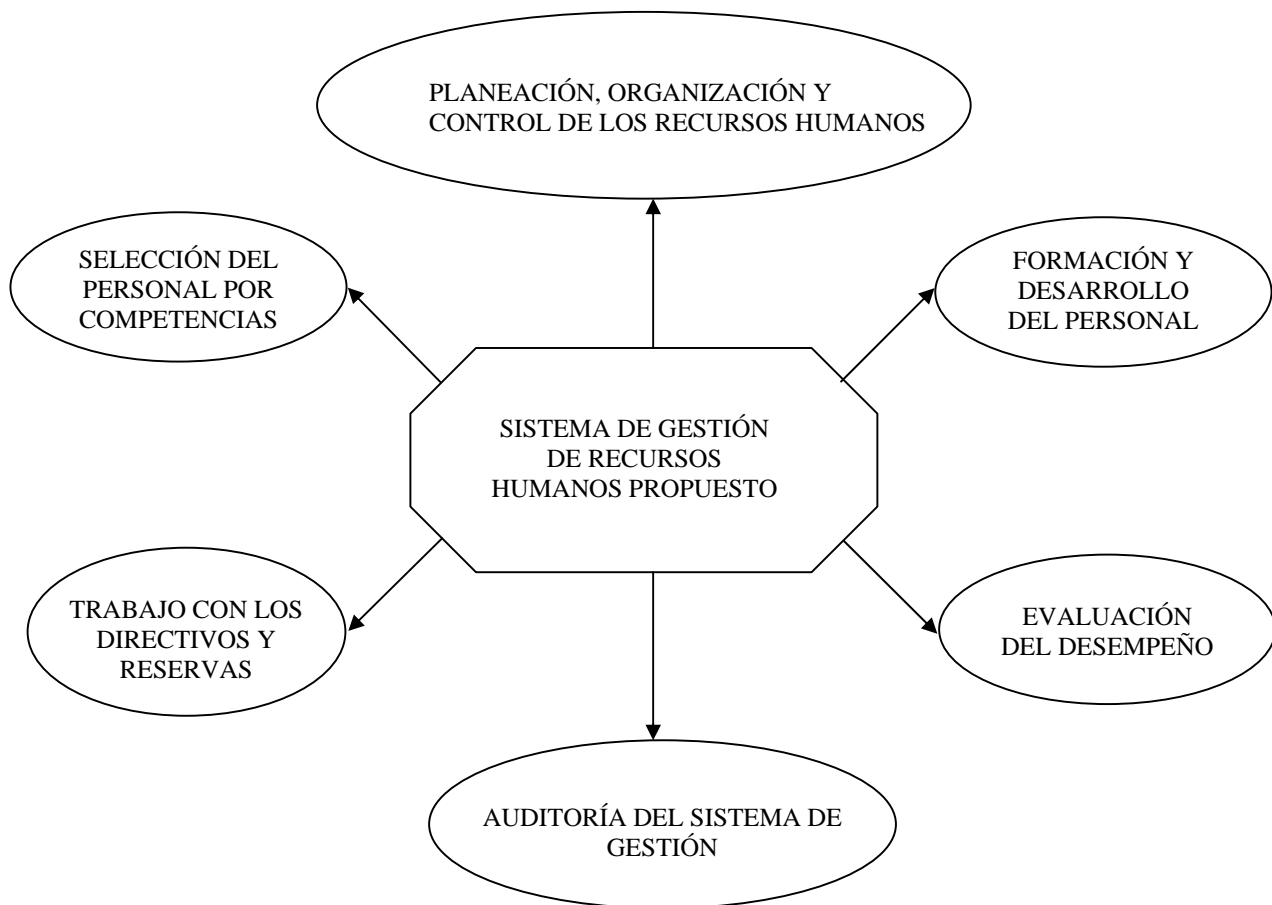 PLANEACIÓN, ORGANIZACIÓN Y
CONTROL DE LOS RECURSOS HUMANOS
SELECCIÓN DEL
PERSONAL POR
COMPETENCIAS
FORMACIÓN Y
DESARROLLO
DEL PERSONAL
SISTEMA DE GESTIÓN
DE RECURSOS
HUMANOS PROPUESTO
TRABAJO CON LOS
DIRECTIVOS Y
RESERVAS
EVALUACIÓN
DEL DESEMPEÑO
AUDITORÍA DEL SISTEMA DE
GESTIÓN